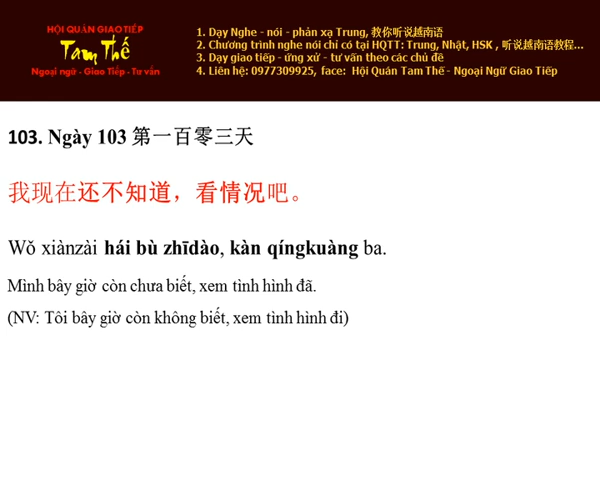 HỘI QUÁN GIAO TIẾP
Tam Thế
Ngoại ngữ - Giao Tiếp - Tư vấn
1. Dạy Nghe - nói - phản xạ Trung, 教你听说越南语
2. Chương trình nghe nói chỉ có tại HQTT: Trung, Nhật, HSK , 听说越南语教程...
3. Dạy giao tiếp - ứng xử - tư vấn theo các chủ đề
4. Liên hệ: 0977309925, face: Hội Quán Tam Thế - Ngoại Ngữ Giao Tiếp
103. Ngày 103 第一百零三天
我现在还不知道，看情况吧。
Wǒ xiànzài hái bù zhīdào, kàn qíngkuàng ba.
Mình bây giờ còn chưa biết, xem tình hình đã.
(NV: Tôi bây giờ còn không biết, xem tình hình đi)